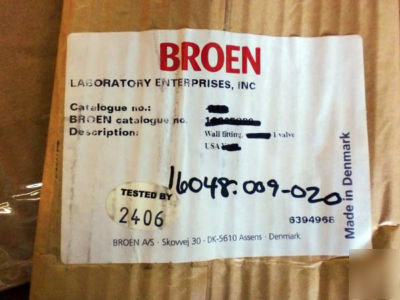 BROEN
LABORATORY ENTERPRISES, INC
Catalogue no.:
BROEN catalogue no.
Description: Wall fitting, 1 valve
USA
16048.009-020
TESTED BY
2406
6394968
BROEN A/S · Skovvej 30 · DK-5610 Assens · Denmark
Made in Denmark